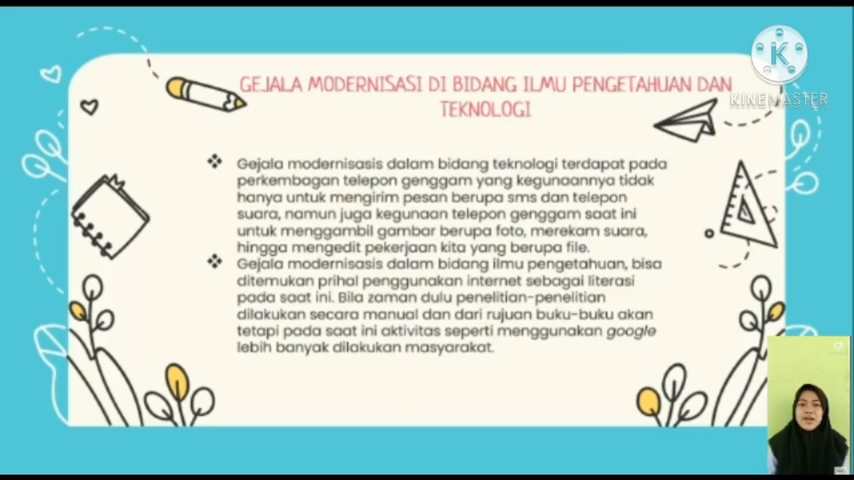 GEJALA MODERNISASI DI BIDANG ILMU PENGETAHUAN DAN
TEKNOLOGI
K
KINEMASTER
Gejala modernisasis dalam bidang teknologi terdapat pada
perkembagan telepon genggam yang kegunaannya tidak
hanya untuk mengirim pesan berupa sms dan telepon
suara, namun juga kegunaan telepon genggam saat ini
untuk menggambil gambar berupa foto, merekam suara,
hingga mengedit pekerjaan kita yang berupa file.
Gejala modernisasis dalam bidang ilmu pengetahuan, bisa
ditemukan prihal penggunakan internet sebagai literasi
pada saat ini. Bila zaman dulu penelitian-penelitian
dilakukan secara manual dan dari rujuan buku-buku akan
tetapi pada saat ini aktivitas seperti menggunakan google
lebih banyak dilakukan masyarakat.